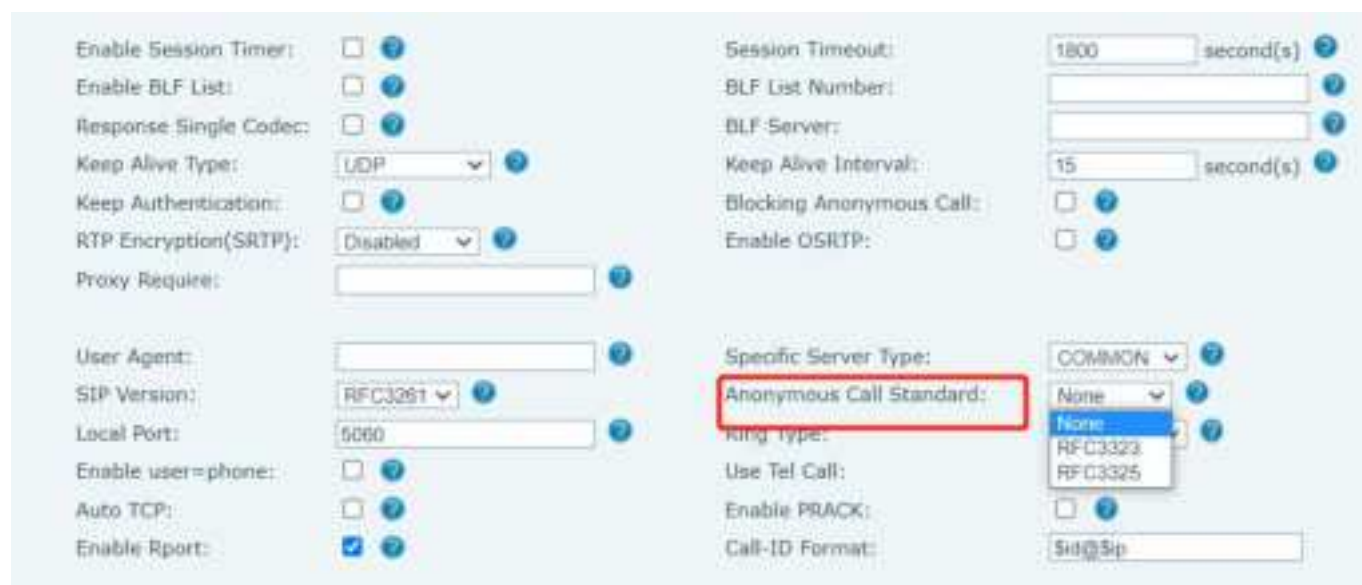 Enable Session Timer: Session Timeout: 1800 second(s)
Enable BLF List: BLF List Number:
Response Single Codec: BLF Server:
Keep Alive Type: UDP Keep Alive Interval: 15 second(s)
Keep Authentication: Blocking Anonymous Call:
RTP Encryption(SRTP): Disabled Enable OSRTP:
Proxy Require:
User Agent: Specific Server Type: COMMON
SIP Version: RFC3261 Anonymous Call Standard: None
Local Port: 5060 Ring Type: None
RFC3323
Enable user=phone: Use Tel Call: RFC3325
Auto TCP: Enable PRACK:
Enable Rport: Call-ID Format: $id@$ip